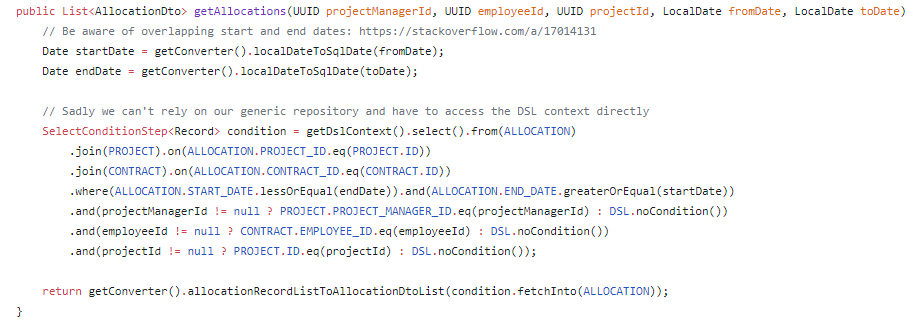 public List<AllocationDto> getAllocations(UUID projectManagerId, UUID employeeId, UUID projectId, LocalDate fromDate, LocalDate toDate)
    // Be aware of overlapping start and end dates: https://stackoverflow.com/a/17014131
    Date startDate = getConverter().localDateToSqlDate(fromDate);
    Date endDate = getConverter().localDateToSqlDate(toDate);

    // Sadly we can't rely on our generic repository and have to access the DSL context directly
    SelectConditionStep<Record> condition = getDslContext().select().from(ALLOCATION)
        .join(PROJECT).on(ALLOCATION.PROJECT_ID.eq(PROJECT.ID))
        .join(CONTRACT).on(ALLOCATION.CONTRACT_ID.eq(CONTRACT.ID))
        .where(ALLOCATION.START_DATE.lessOrEqual(endDate)).and(ALLOCATION.END_DATE.greaterOrEqual(startDate))
        .and(projectManagerId != null ? PROJECT.PROJECT_MANAGER_ID.eq(projectManagerId) : DSL.noCondition())
        .and(employeeId != null ? CONTRACT.EMPLOYEE_ID.eq(employeeId) : DSL.noCondition())
        .and(projectId != null ? PROJECT.ID.eq(projectId) : DSL.noCondition());

    return getConverter().allocationRecordListToAllocationDtoList(condition.fetchInto(ALLOCATION));
}